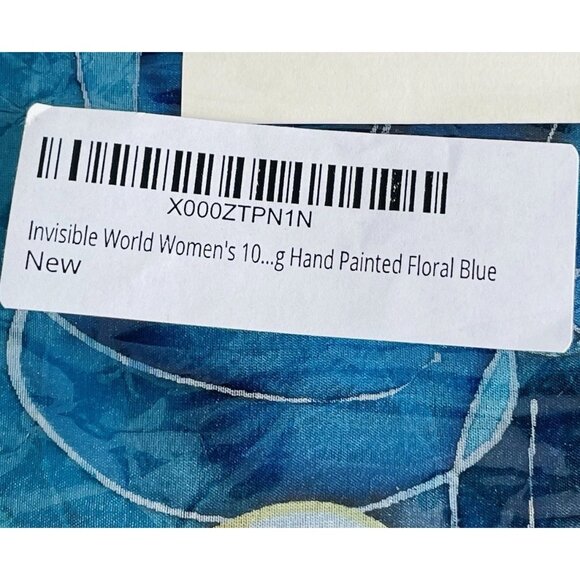 X000ZTPN1N
Invisible World Women's 10...g Hand Painted Floral Blue
New